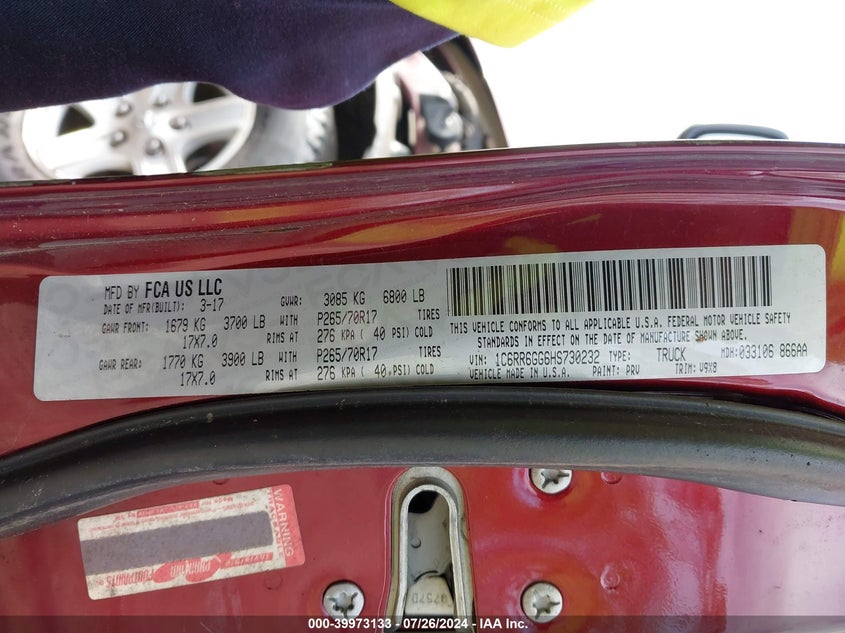 MFD BY FCA US LLC
DATE OF MFR(BUILT): 3-17 GVWR: 3085 KG 6800 LB
GAWR FRONT: 1679 KG 3700 LB WITH P265/70R17 TIRES
17X7.0 RIMS AT 276 KPA ( 40 PSI) COLD
GAWR REAR: 1770 KG 3900 LB WITH P265/70R17 TIRES
17X7.0 RIMS AT 276 KPA ( 40 PSI) COLD
THIS VEHICLE CONFORMS TO ALL APPLICABLE U.S.A. FEDERAL MOTOR VEHICLE SAFETY
STANDARDS IN EFFECT ON THE DATE OF MANUFACTURE SHOWN ABOVE.
VIN: 1C6RR6GG6HS730232 TYPE: TRUCK MDH: 033106 866AA
VEHICLE MADE IN U.S.A. PAINT: PRV TRIM: V9X8
WARNING
FOOTPRINTS
000-39973133 - 07/26/2024 - IAA Inc.